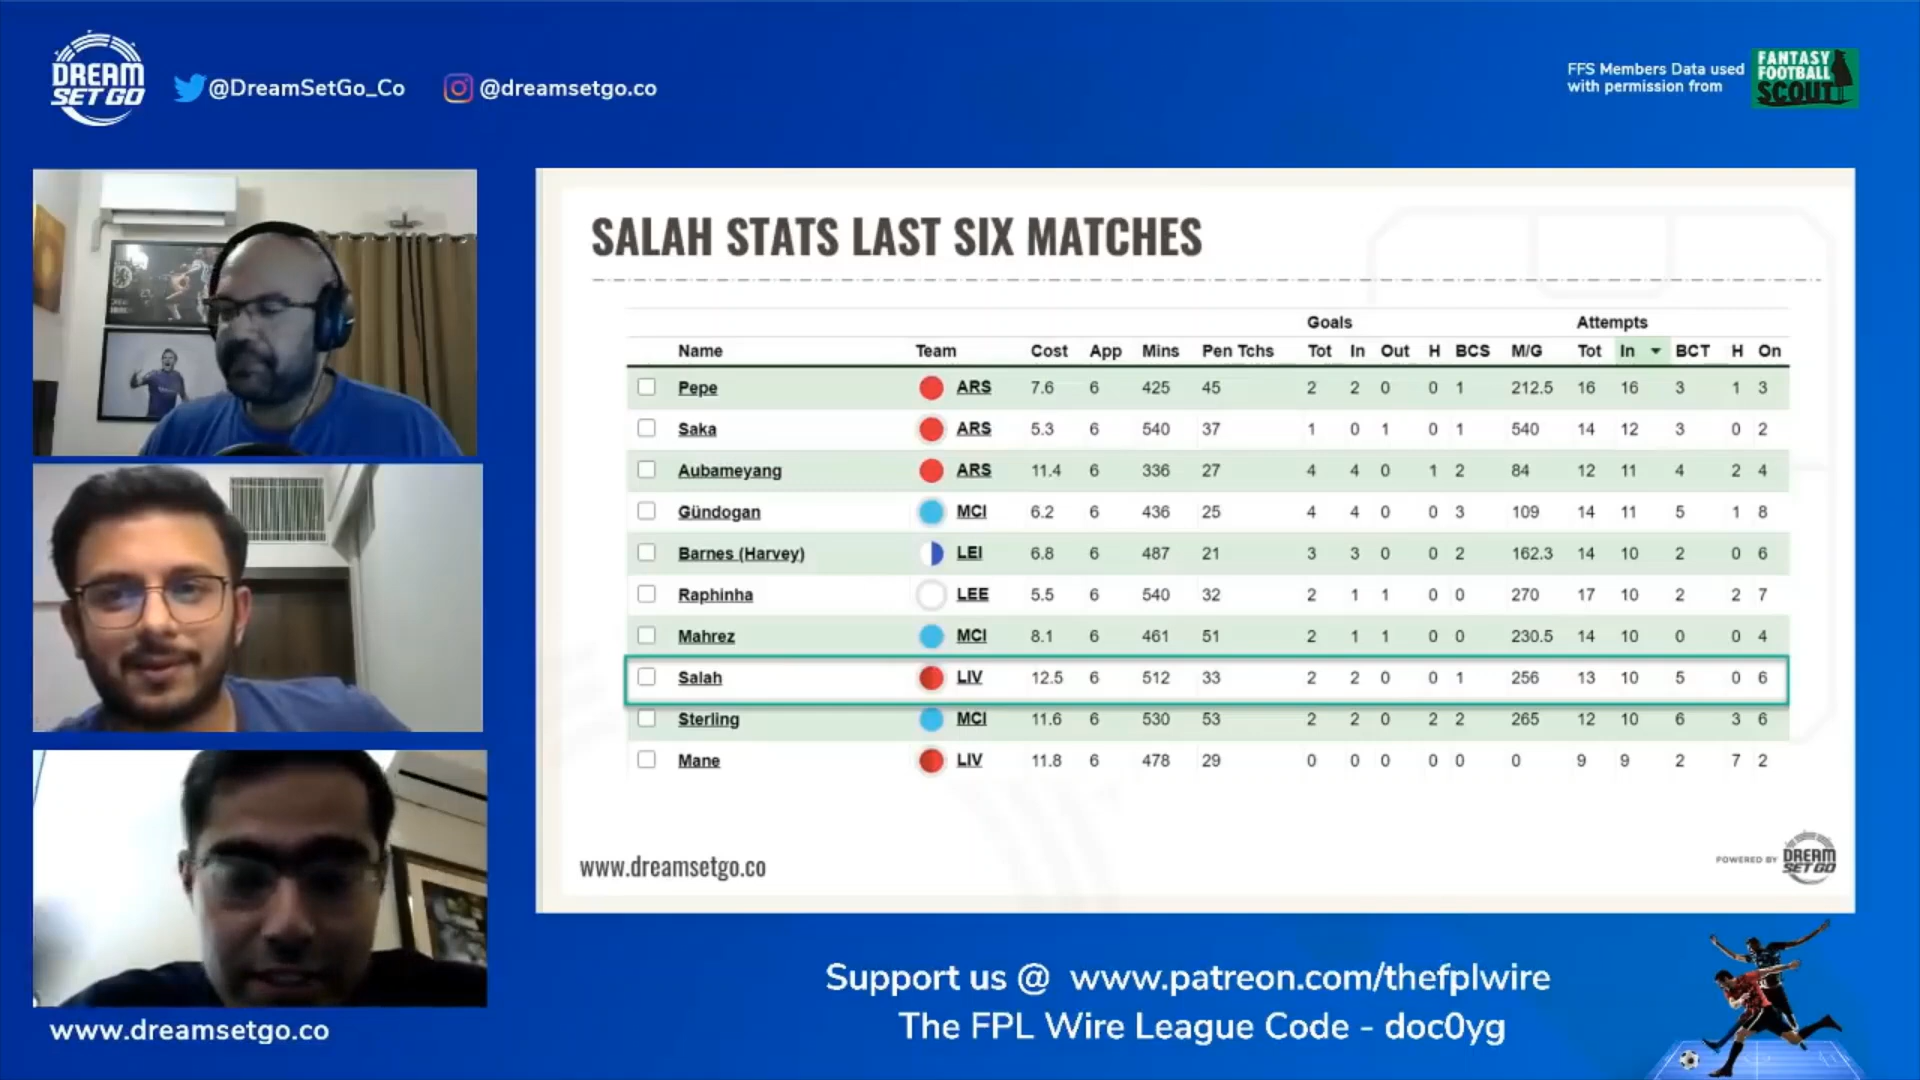 DREAM
SET GO
@DreamSetGo_Co @dreamsetgo.co
FFS Members Data used
with permission from
FANTASY
FOOTBALL
SCOUT
SALAH STATS LAST SIX MATCHES
Goals Attempts
Name Team Cost App Mins Pen Tchs Tot In Out H BCS M/G Tot In BCT H On
Pepe ARS 7.6 6 425 45 2 2 0 0 1 212.5 16 16 3 1 3
Saka ARS 5.3 6 540 37 1 0 1 0 1 540 14 12 3 0 2
Aubameyang ARS 11.4 6 336 27 4 4 0 1 2 84 12 11 4 2 4
Gündogan MCI 6.2 6 436 25 4 4 0 0 3 109 14 11 5 1 8
Barnes (Harvey) LEI 6.8 6 487 21 3 3 0 0 2 162.3 14 10 2 0 6
Raphinha LEE 5.5 6 540 32 2 1 1 0 0 270 17 10 2 2 7
Mahrez MCI 8.1 6 461 51 2 1 1 0 0 230.5 14 10 0 0 4
Salah LIV 12.5 6 512 33 2 2 0 0 1 256 13 10 5 0 6
Sterling MCI 11.6 6 530 53 2 2 0 2 2 265 12 10 6 3 6
Mane LIV 11.8 6 478 29 0 0 0 0 0 0 9 9 2 7 2
www.dreamsetgo.co
POWERED BY DREAM
SET GO
Support us @ www.patreon.com/thefplwire
The FPL Wire League Code - doc0yg
www.dreamsetgo.co